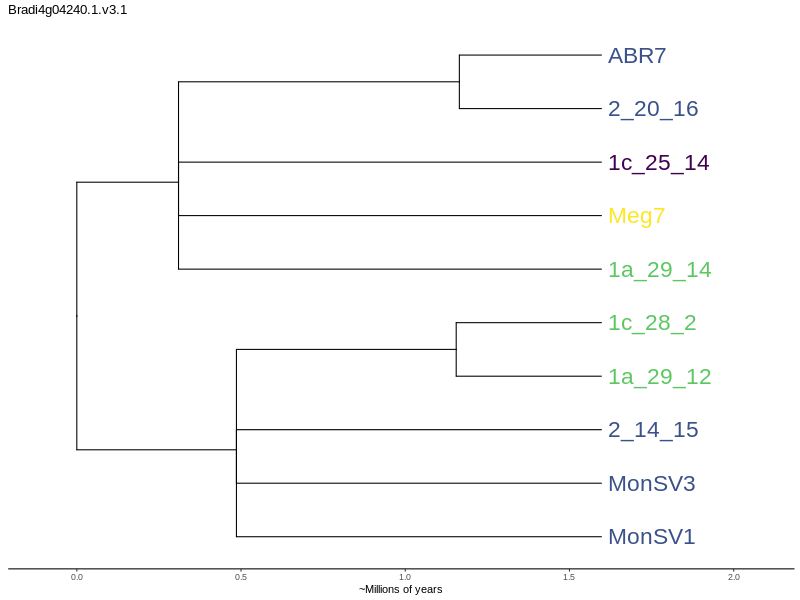 Bradi4g04240.1.v3.1
ABR7
2_20_16
1c_25_14
Meg7
1a_29_14
1c_28_2
1a_29_12
2_14_15
MonSV3
MonSV1
0.0 0.5 1.0 1.5 2.0
~Millions of years